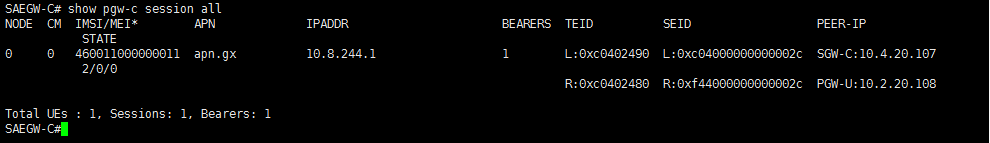 SAEGW-C# show pgw-c session all
NODE  CM  IMSI/MEI*        APN          IPADDR                     BEARERS  TEID          SEID                  PEER-IP
           STATE
0     0   460011000000011  apn.gx       10.8.244.1                 1        L:0xc0402490  L:0xc04000000000002c  SGW-C:10.4.20.107
           2/0/0
                                                                            R:0xc0402480  R:0xf44000000000002c  PGW-U:10.2.20.108
Total UEs : 1, Sessions: 1, Bearers: 1
SAEGW-C#